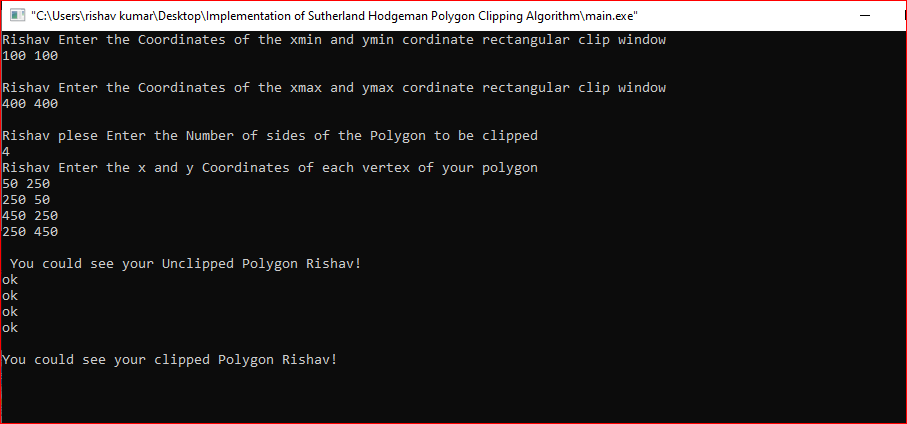 "C:\Users\rishav kumar\Desktop\Implementation of Sutherland Hodgeman Polygon Clipping Algorithm\main.exe"
Rishav Enter the Coordinates of the xmin and ymin cordinate rectangular clip window
100 100
Rishav Enter the Coordinates of the xmax and ymax cordinate rectangular clip window
400 400
Rishav plese Enter the Number of sides of the Polygon to be clipped
4
Rishav Enter the x and y Coordinates of each vertex of your polygon
50 250
250 50
450 250
250 450
You could see your Unclipped Polygon Rishav!
ok
ok
ok
ok
You could see your clipped Polygon Rishav!